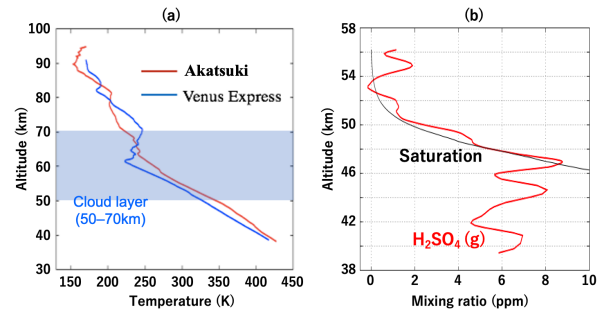 (a)
100
90
80
70
60
50
40
30
Altitude (km)
Akatsuki
Venus Express
Cloud layer
(50–70km)
150
200
250
300
350
400
450
Temperature (K)
(b)
58
54
50
46
42
38
Altitude (km)
Saturation
H₂SO₄ (g)
0
2
4
6
8
10
Mixing ratio (ppm)